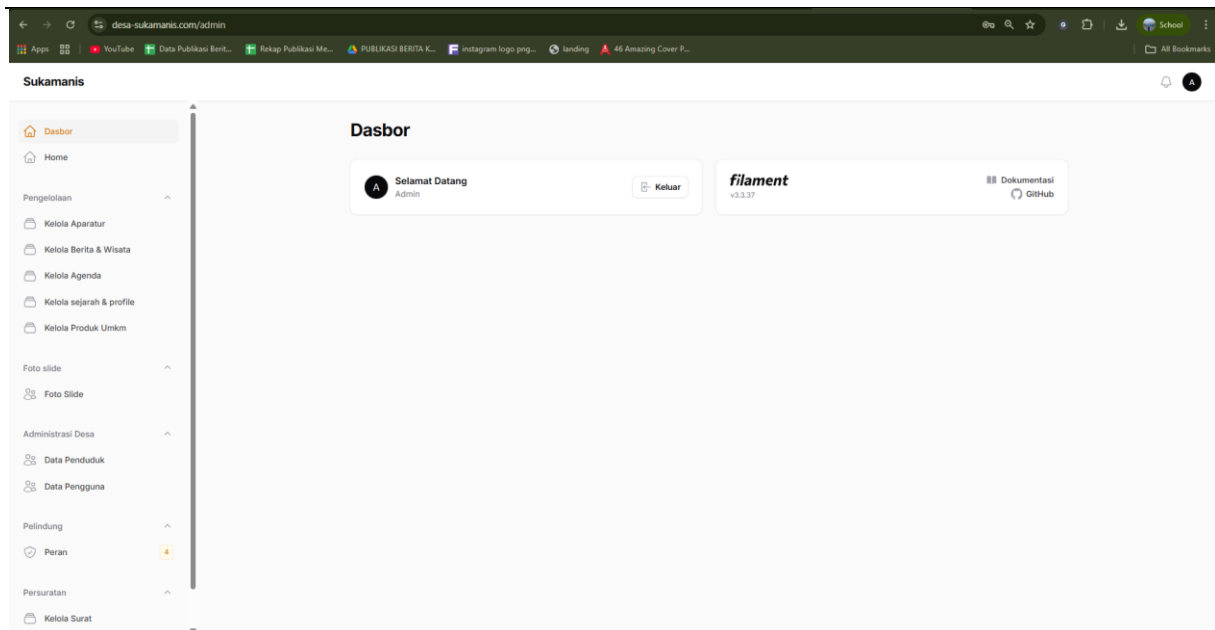 desa-sukamanis.com/admin
School
Apps
YouTube
Data Publikasi Berit...
Rekap Publikasi Me...
PUBLIKASI BERITA K...
instagram logo png...
landing
46 Amazing Cover P...
All Bookmarks
Sukamanis
A
Dasbor
Home
Pengelolaan
Kelola Aparatur
Kelola Berita & Wisata
Kelola Agenda
Kelola sejarah & profile
Kelola Produk Umkm
Foto slide
Foto Slide
Administrasi Desa
Data Penduduk
Data Pengguna
Pelindung
Peran
4
Persuratan
Kelola Surat
Dasbor
A
Selamat Datang
Admin
Keluar
filament
v3.3.37
Dokumentasi
GitHub